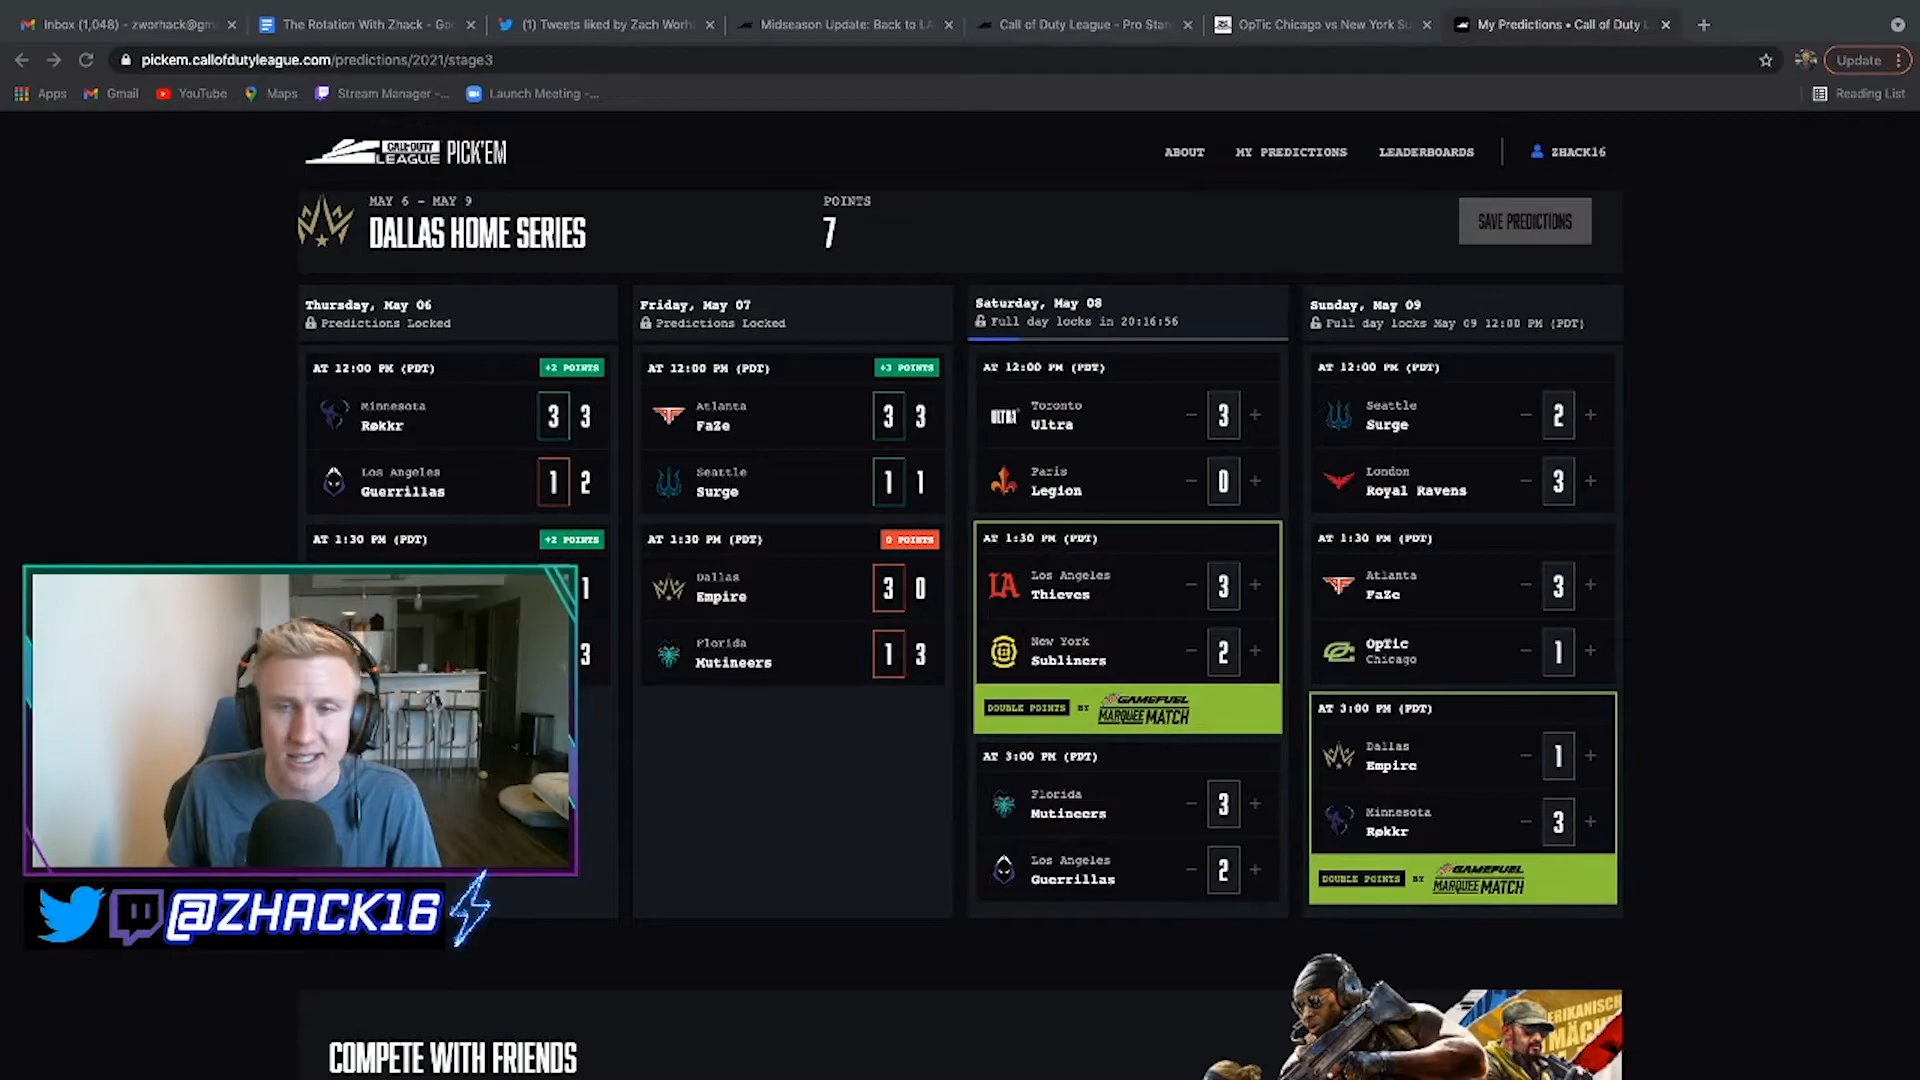 Inbox (1,048) - zworhack@gm
The Rotation With Zhack - Goo
(1) Tweets liked by Zach Worh
Midseason Update: Back to LA
Call of Duty League - Pro Stan
OpTic Chicago vs New York Su
My Predictions • Call of Duty L
pickem.callofdutyleague.com/predictions/2021/stage3
Update
Apps
Gmail
YouTube
Maps
Stream Manager -...
Launch Meeting -...
Reading List
CALL OF DUTY
LEAGUE PICK'EM
ABOUT
MY PREDICTIONS
LEADERBOARDS
ZHACK16
MAY 6 - MAY 9
DALLAS HOME SERIES
POINTS
7
SAVE PREDICTIONS
Thursday, May 06
Predictions Locked
AT 12:00 PM (PDT)
+2 POINTS
Minnesota
Røkkr
3 3
Los Angeles
Guerrillas
1 2
AT 1:30 PM (PDT)
+2 POINTS
1
3
Friday, May 07
Predictions Locked
AT 12:00 PM (PDT)
+3 POINTS
Atlanta
FaZe
3 3
Seattle
Surge
1 1
AT 1:30 PM (PDT)
0 POINTS
Dallas
Empire
3 0
Florida
Mutineers
1 3
Saturday, May 08
Full day locks in 20:16:56
AT 12:00 PM (PDT)
ULTRA
Toronto
Ultra
− 3 +
Paris
Legion
− 0 +
AT 1:30 PM (PDT)
LA
Los Angeles
Thieves
− 3 +
New York
Subliners
− 2 +
DOUBLE POINTS BY GAMEFUEL
MARQUEE MATCH
AT 3:00 PM (PDT)
Florida
Mutineers
− 3 +
Los Angeles
Guerrillas
− 2 +
Sunday, May 09
Full day locks May 09 12:00 PM (PDT)
AT 12:00 PM (PDT)
Seattle
Surge
− 2 +
London
Royal Ravens
− 3 +
AT 1:30 PM (PDT)
Atlanta
FaZe
− 3 +
OpTic
Chicago
− 1 +
AT 3:00 PM (PDT)
Dallas
Empire
− 1 +
Minnesota
Røkkr
− 3 +
DOUBLE POINTS BY GAMEFUEL
MARQUEE MATCH
@ZHACK16
COMPETE WITH FRIENDS